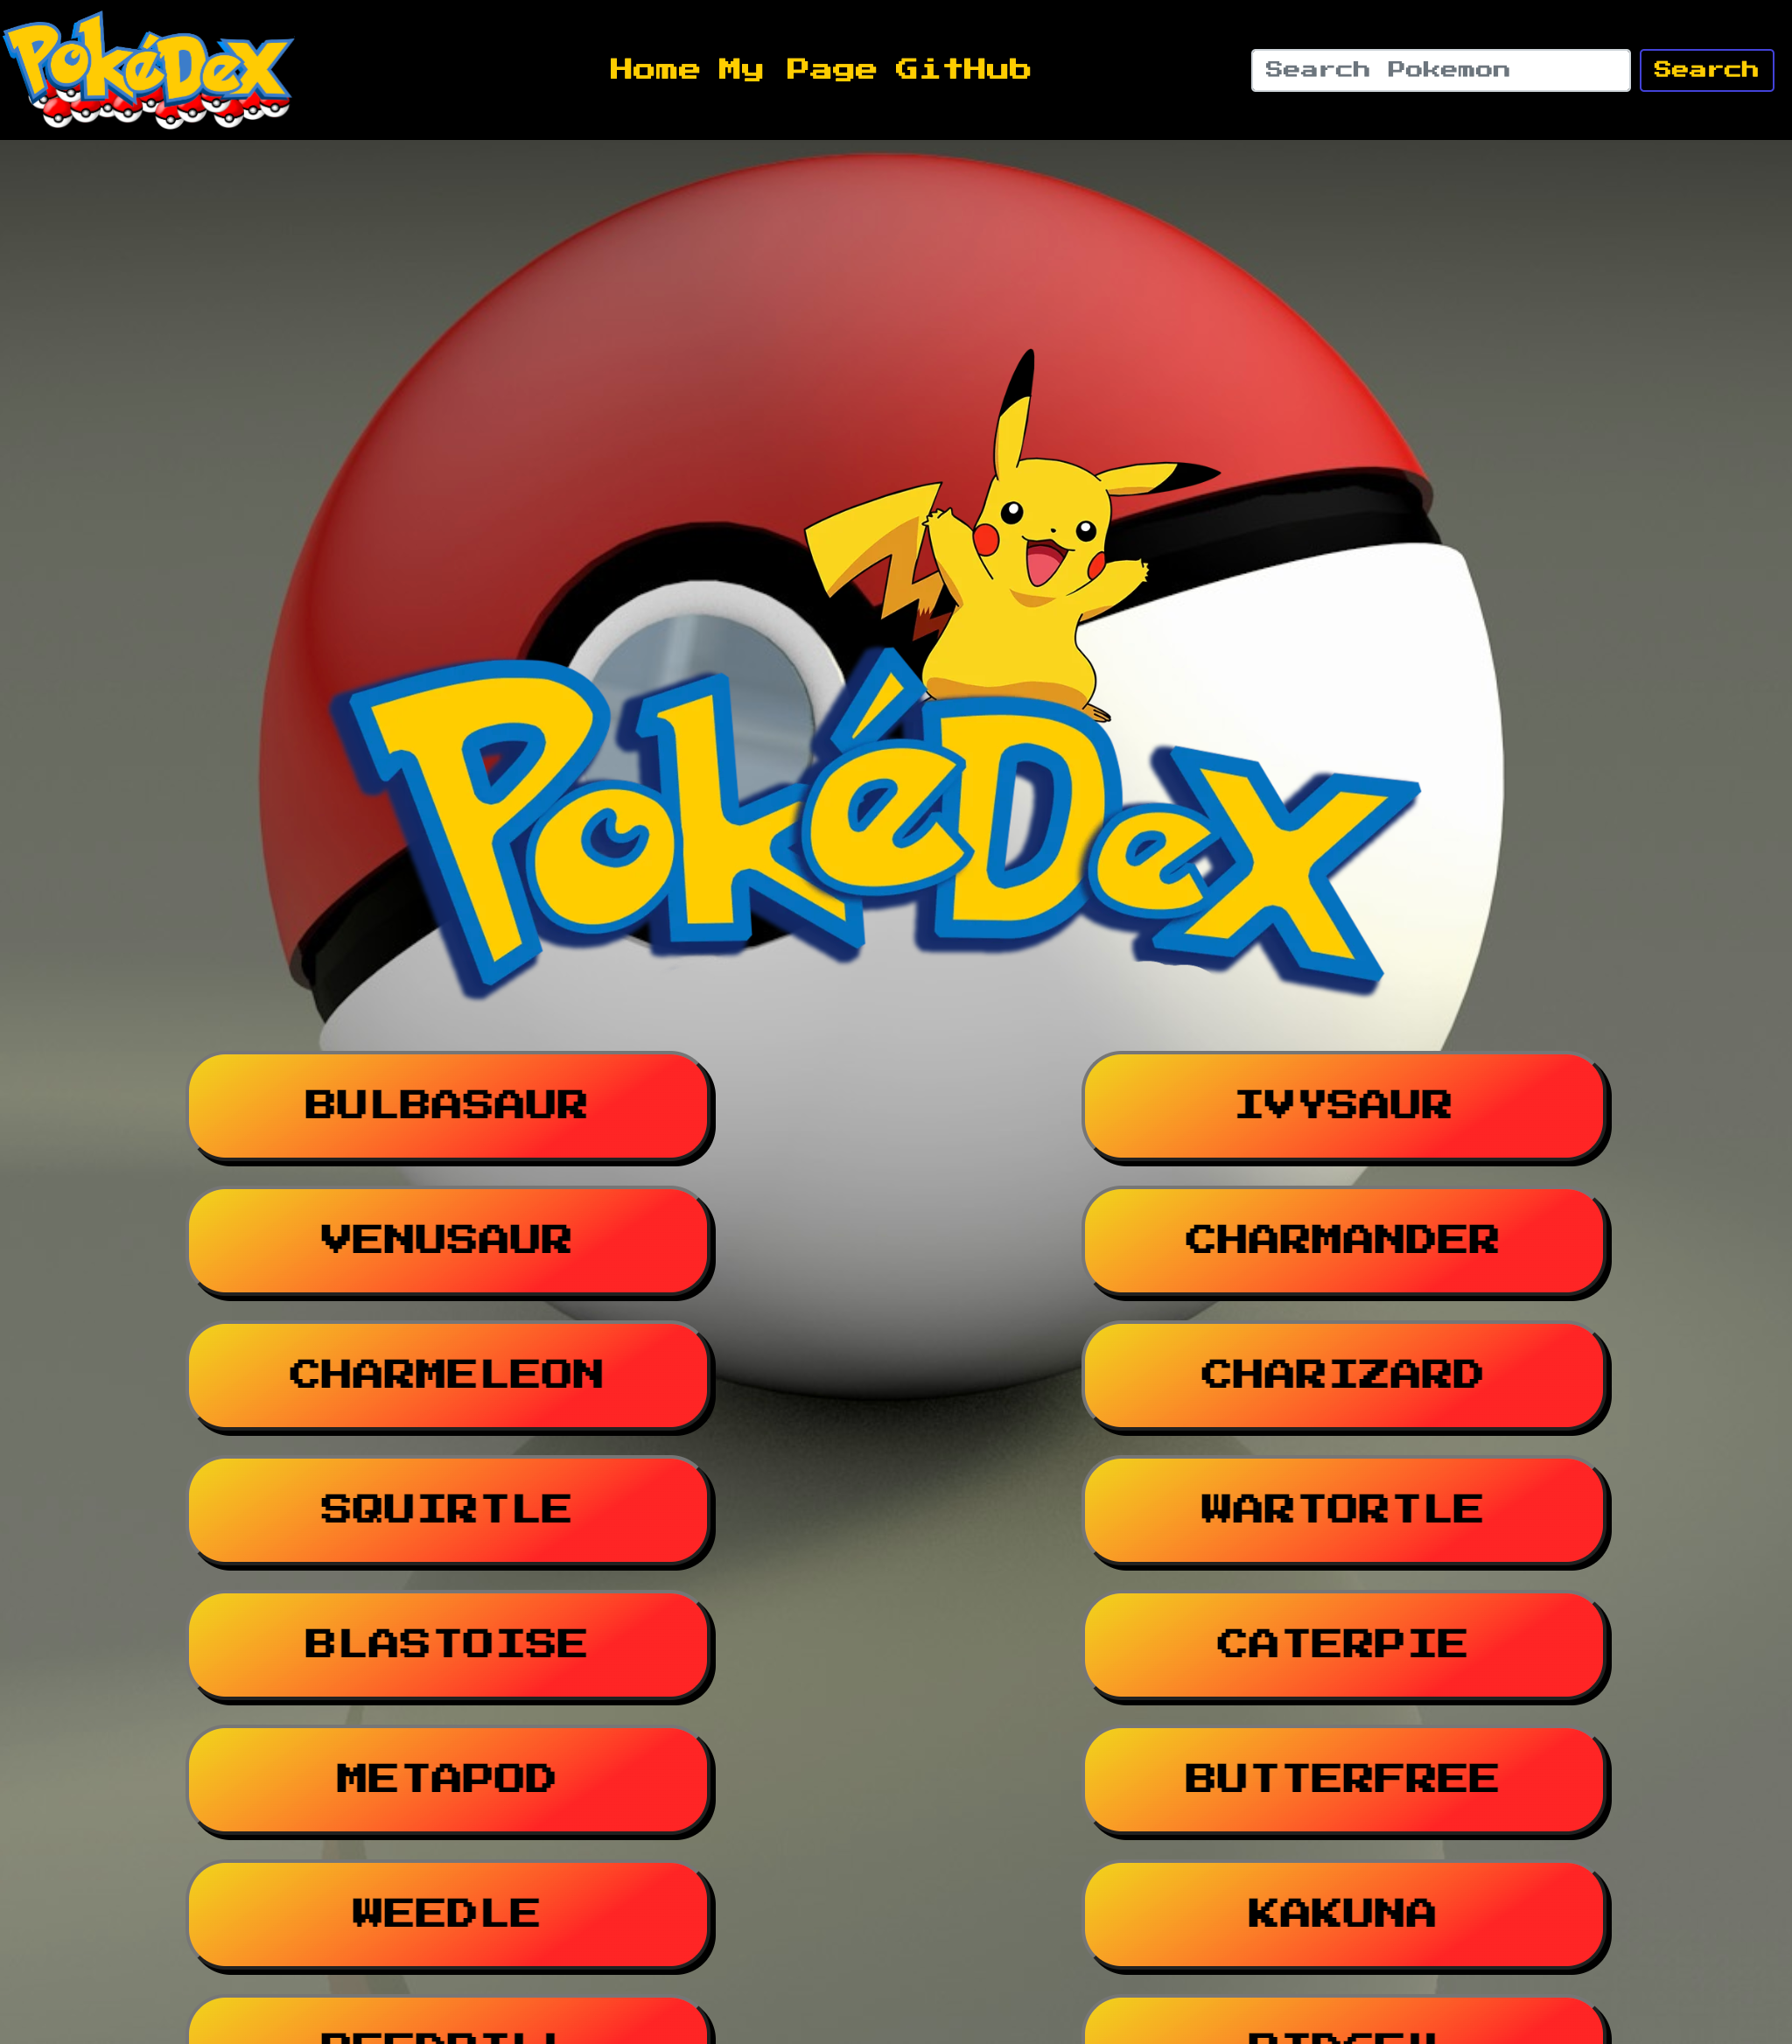 PokéDex
Home My Page GitHub
Search Pokemon
Search
PokéDex
BULBASAUR
IVYSAUR
VENUSAUR
CHARMANDER
CHARMELEON
CHARIZARD
SQUIRTLE
WARTORTLE
BLASTOISE
CATERPIE
METAPOD
BUTTERFREE
WEEDLE
KAKUNA